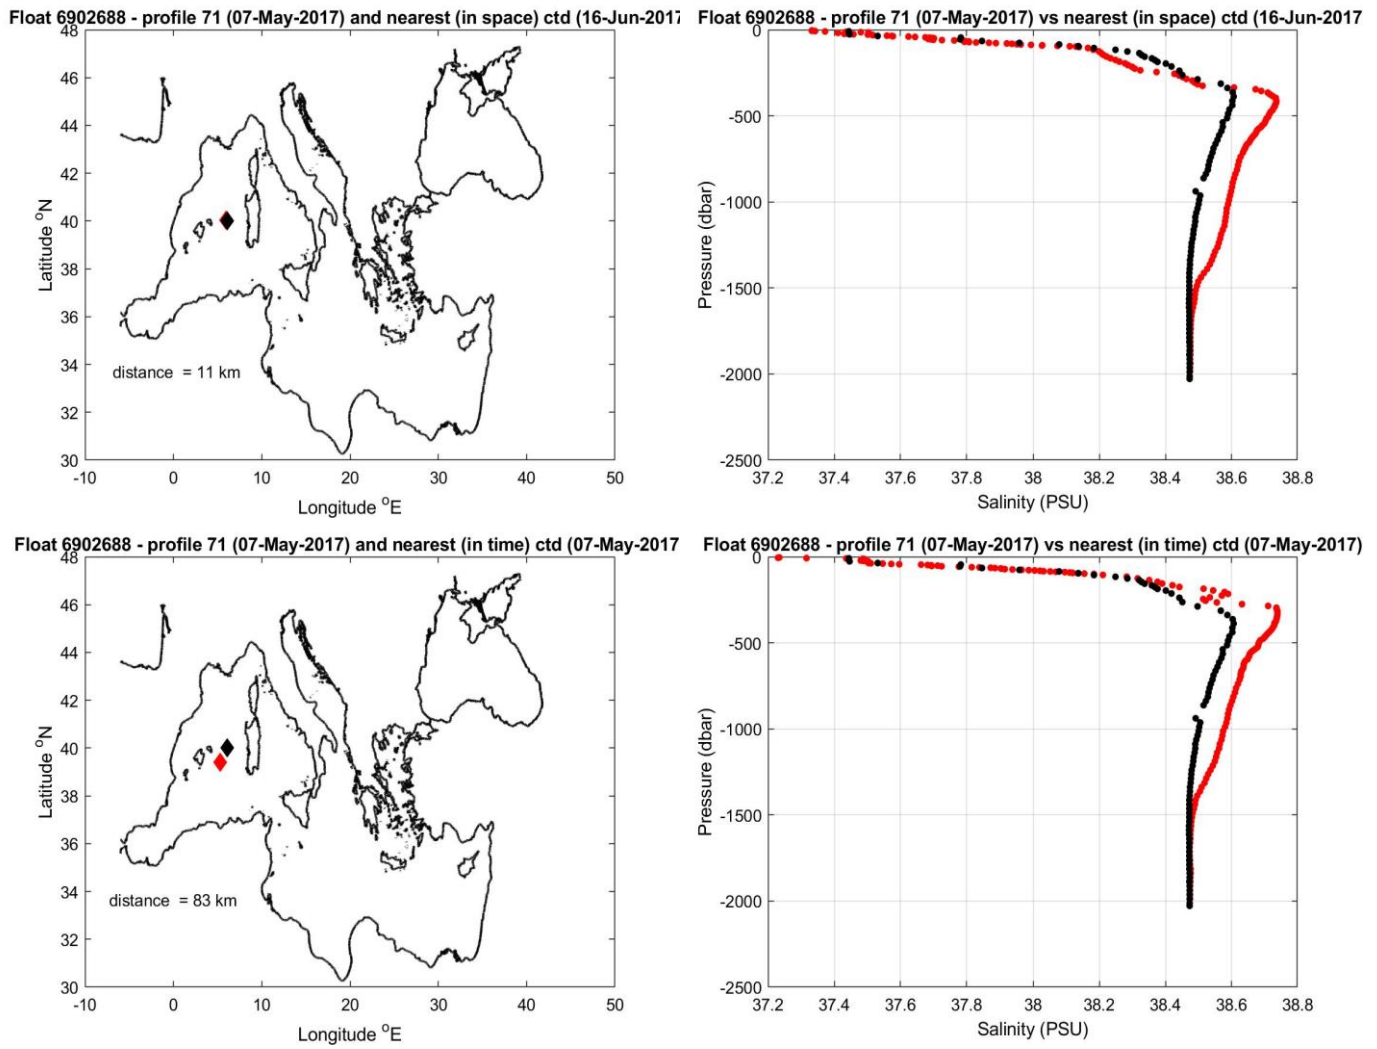 Float 6902688 - profile 71 (07-May-2017) and nearest (in space) ctd (16-Jun-2017
48
46
44
42
40
38
36
34
32
30
Latitude °N
distance = 11 km
-10 0 10 20 30 40 50
Longitude °E
Float 6902688 - profile 71 (07-May-2017) vs nearest (in space) ctd (16-Jun-2017
0
-500
-1000
-1500
-2000
-2500
Pressure (dbar)
37.2 37.4 37.6 37.8 38 38.2 38.4 38.6 38.8
Salinity (PSU)
Float 6902688 - profile 71 (07-May-2017) and nearest (in time) ctd (07-May-2017
48
46
44
42
40
38
36
34
32
30
Latitude °N
distance = 83 km
-10 0 10 20 30 40 50
Longitude °E
Float 6902688 - profile 71 (07-May-2017) vs nearest (in time) ctd (07-May-2017)
0
-500
-1000
-1500
-2000
-2500
Pressure (dbar)
37.2 37.4 37.6 37.8 38 38.2 38.4 38.6 38.8
Salinity (PSU)